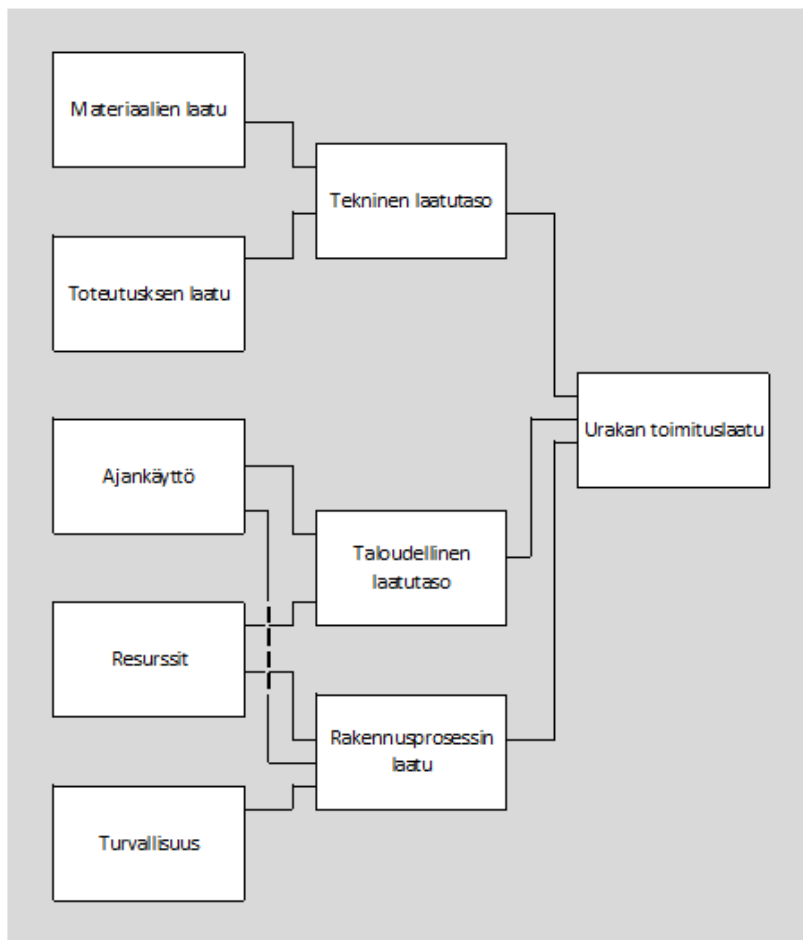 Materiaalien laatu
Tekninen laatutaso
Toteutusksen laatu
Urakan toimituslaatu
Ajankäyttö
Taloudellinen
laatutaso
Resurssit
Rakennusprosessin
laatu
Turvallisuus